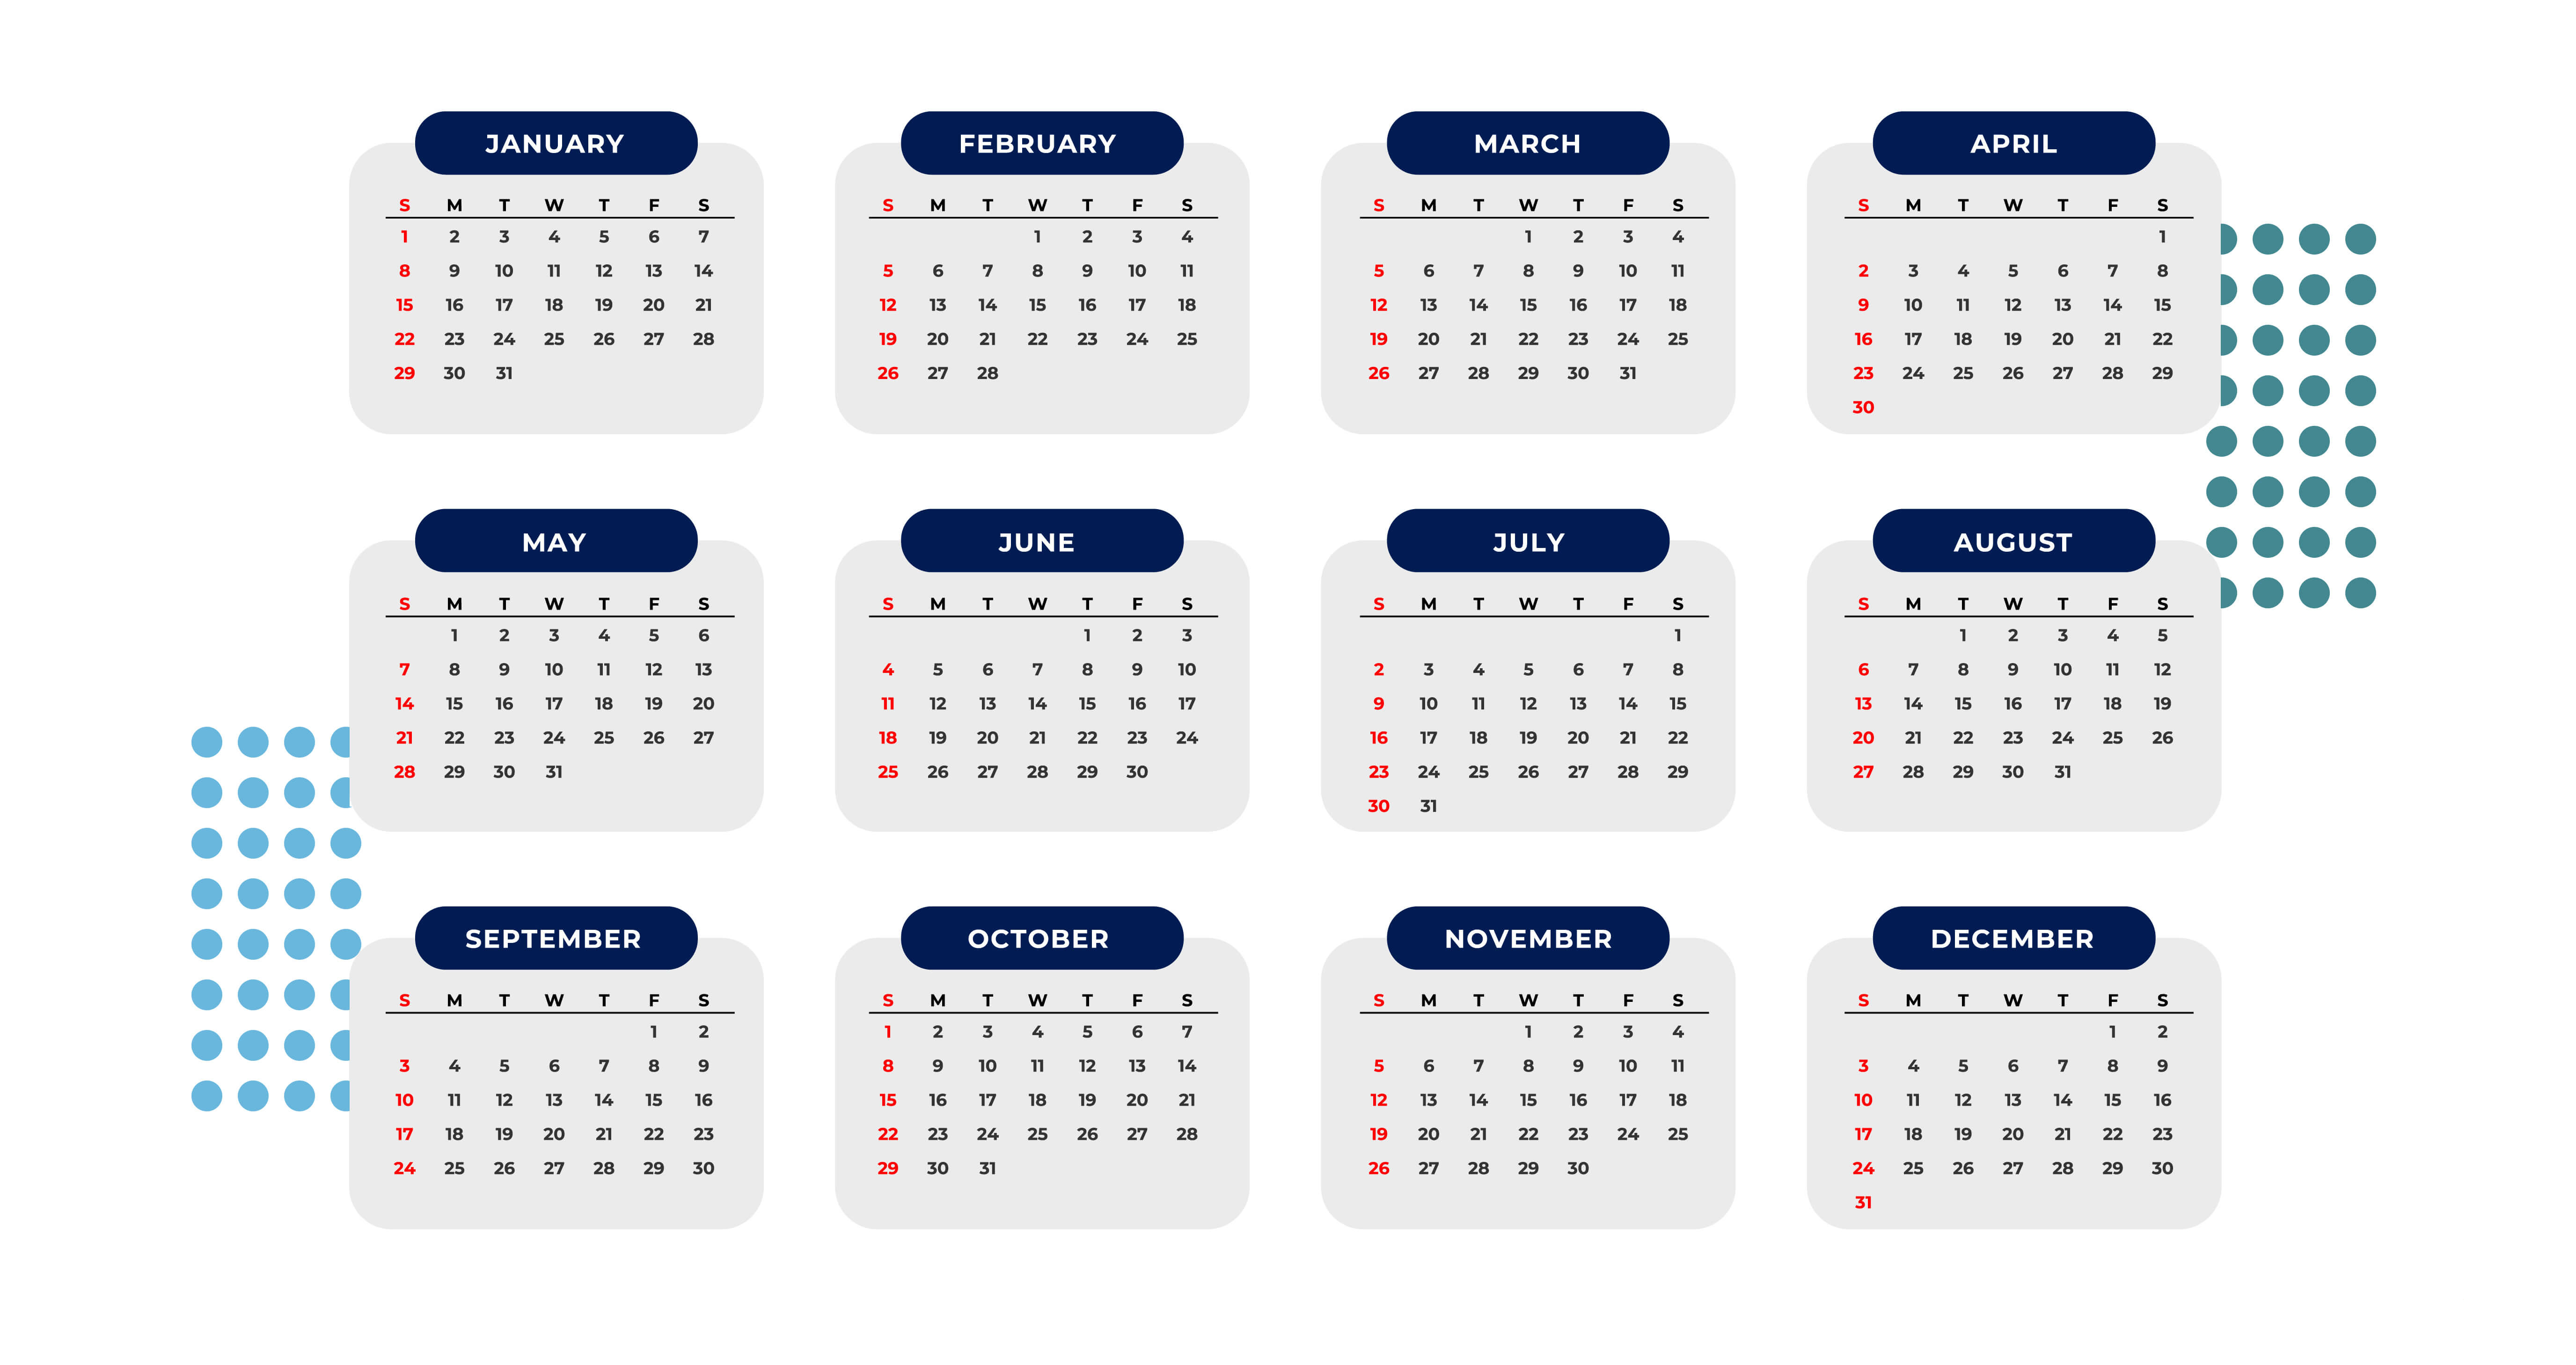 JANUARY
S M T W T F S
1 2 3 4 5 6 7
8 9 10 11 12 13 14
15 16 17 18 19 20 21
22 23 24 25 26 27 28
29 30 31
FEBRUARY
S M T W T F S
1 2 3 4
5 6 7 8 9 10 11
12 13 14 15 16 17 18
19 20 21 22 23 24 25
26 27 28
MARCH
S M T W T F S
1 2 3 4
5 6 7 8 9 10 11
12 13 14 15 16 17 18
19 20 21 22 23 24 25
26 27 28 29 30 31
APRIL
S M T W T F S
1
2 3 4 5 6 7 8
9 10 11 12 13 14 15
16 17 18 19 20 21 22
23 24 25 26 27 28 29
30
MAY
S M T W T F S
1 2 3 4 5 6
7 8 9 10 11 12 13
14 15 16 17 18 19 20
21 22 23 24 25 26 27
28 29 30 31
JUNE
S M T W T F S
1 2 3
4 5 6 7 8 9 10
11 12 13 14 15 16 17
18 19 20 21 22 23 24
25 26 27 28 29 30
JULY
S M T W T F S
1
2 3 4 5 6 7 8
9 10 11 12 13 14 15
16 17 18 19 20 21 22
23 24 25 26 27 28 29
30 31
AUGUST
S M T W T F S
1 2 3 4 5
6 7 8 9 10 11 12
13 14 15 16 17 18 19
20 21 22 23 24 25 26
27 28 29 30 31
SEPTEMBER
S M T W T F S
1 2
3 4 5 6 7 8 9
10 11 12 13 14 15 16
17 18 19 20 21 22 23
24 25 26 27 28 29 30
OCTOBER
S M T W T F S
1 2 3 4 5 6 7
8 9 10 11 12 13 14
15 16 17 18 19 20 21
22 23 24 25 26 27 28
29 30 31
NOVEMBER
S M T W T F S
1 2 3 4
5 6 7 8 9 10 11
12 13 14 15 16 17 18
19 20 21 22 23 24 25
26 27 28 29 30
DECEMBER
S M T W T F S
1 2
3 4 5 6 7 8 9
10 11 12 13 14 15 16
17 18 19 20 21 22 23
24 25 26 27 28 29 30
31